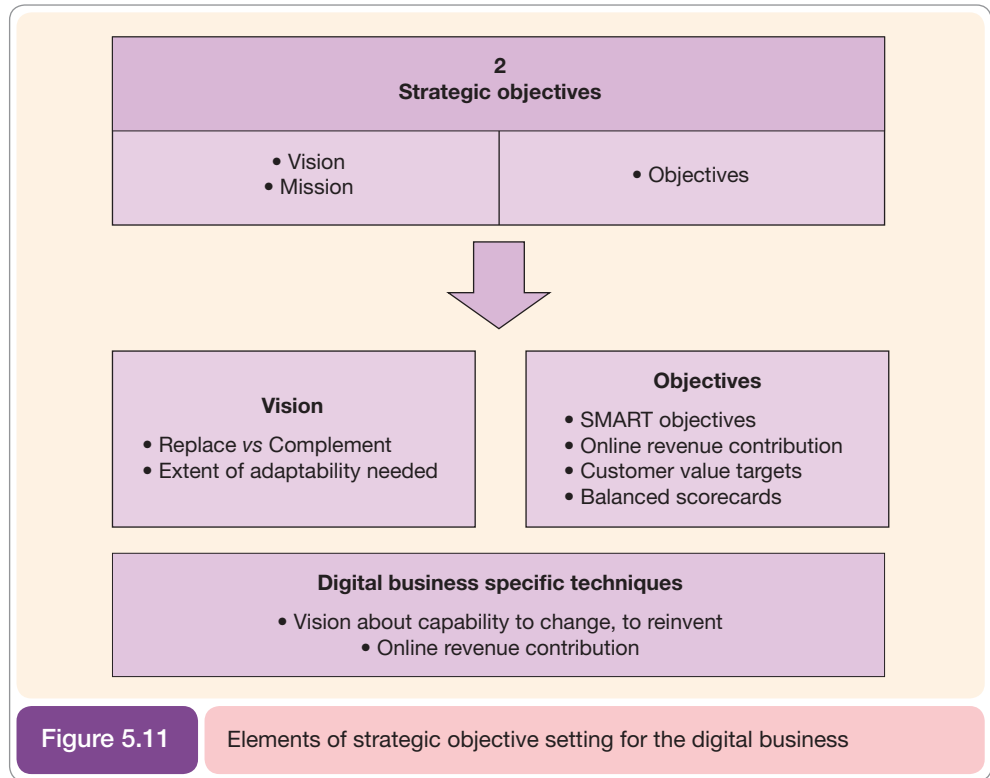 2
Strategic objectives
• Vision
• Mission
• Objectives
Vision
• Replace vs Complement
• Extent of adaptability needed
Objectives
• SMART objectives
• Online revenue contribution
• Customer value targets
• Balanced scorecards
Digital business specific techniques
• Vision about capability to change, to reinvent
• Online revenue contribution
Figure 5.11
Elements of strategic objective setting for the digital business